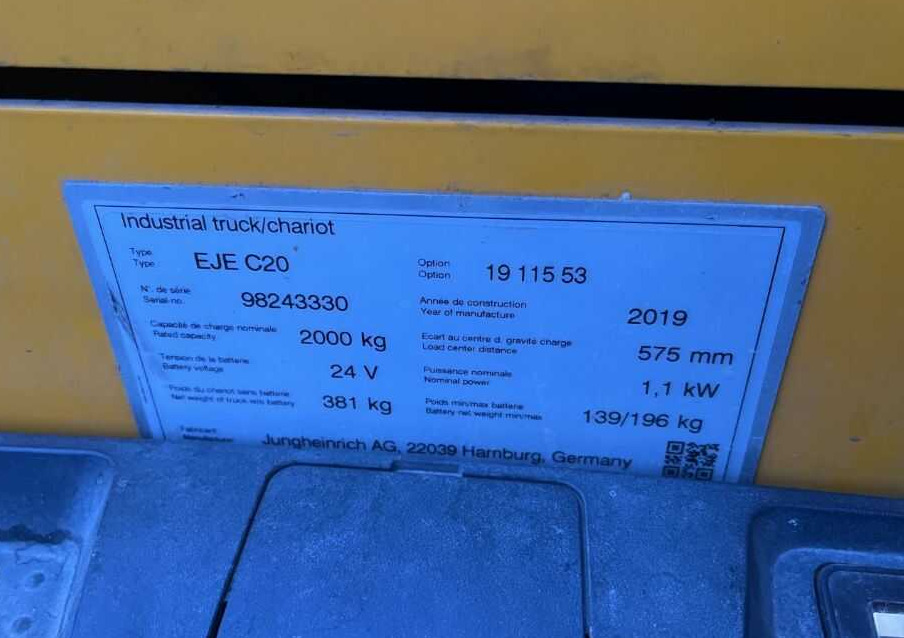 Industrial truck/chariot
Type
Type
EJE C20
Option
Option
19 115 53
N°. de série
Serial-no.
98243330
Année de construction
Year of manufacture
2019
Capacité de charge nominale
Rated capacity
2000 kg
Ecart au centre d. gravité charge
Load center distance
575 mm
Tension de la batterie
Battery voltage
24 V
Puissance nominale
Nominal power
1,1 kW
Poids du chariot sans batterie
Net weight of truck w/o battery
381 kg
Poids min/max batterie
Battery net weight min/max
139/196 kg
Fabricant
Manufacturer
Jungheinrich AG, 22039 Hamburg, Germany